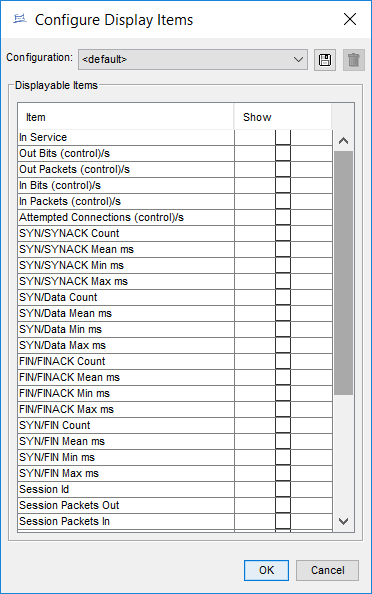 Configure Display Items
Configuration: <default>
Displayable Items
Item Show
In Service
Out Bits (control)/s
Out Packets (control)/s
In Bits (control)/s
In Packets (control)/s
Attempted Connections (control)/s
SYN/SYNACK Count
SYN/SYNACK Mean ms
SYN/SYNACK Min ms
SYN/SYNACK Max ms
SYN/Data Count
SYN/Data Mean ms
SYN/Data Min ms
SYN/Data Max ms
FIN/FINACK Count
FIN/FINACK Mean ms
FIN/FINACK Min ms
FIN/FINACK Max ms
SYN/FIN Count
SYN/FIN Mean ms
SYN/FIN Min ms
SYN/FIN Max ms
Session Id
Session Packets Out
Session Packets In
OK Cancel